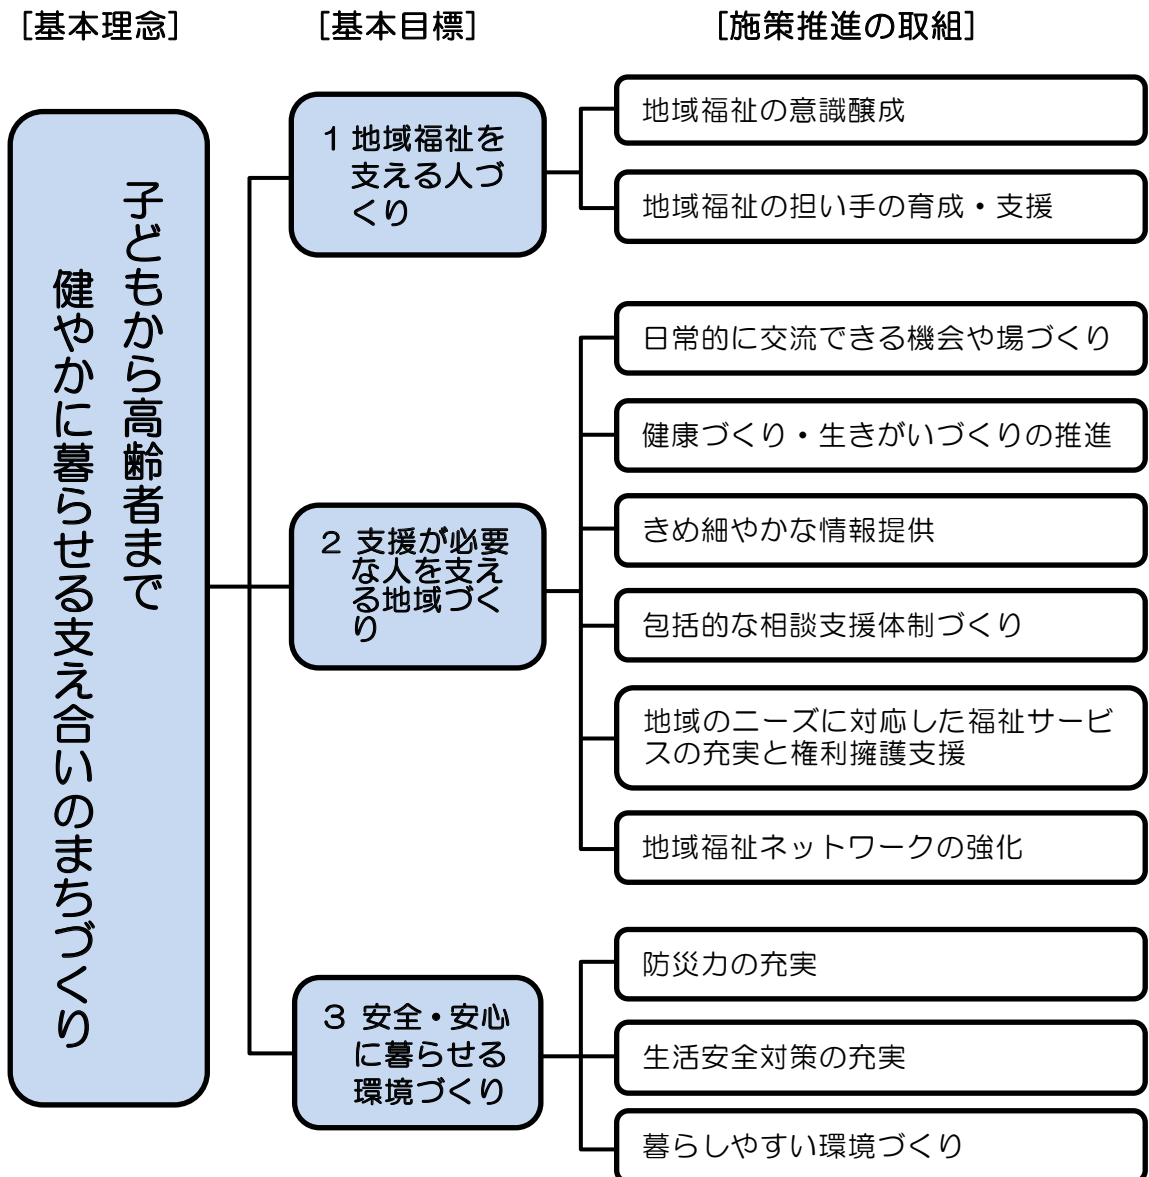 [基本理念]
[基本目標]
[施策推進の取組]
子どもから高齢者まで
健やかに暮らせる支え合いのまちづくり
1 地域福祉を
支える人づ
くり
地域福祉の意識醸成
地域福祉の担い手の育成・支援
2 支援が必要
な人を支え
る地域づく
り
日常的に交流できる機会や場づくり
健康づくり・生きがいづくりの推進
きめ細やかな情報提供
包括的な相談支援体制づくり
地域のニーズに対応した福祉サービ
スの充実と権利擁護支援
地域福祉ネットワークの強化
3 安全・安心
に暮らせる
環境づくり
防災力の充実
生活安全対策の充実
暮らしやすい環境づくり